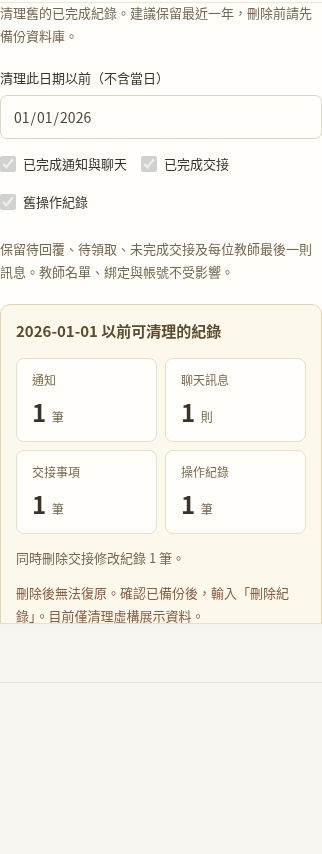 清理舊的已完成紀錄。建議保留最近一年，刪除前請先
備份資料庫。
清理此日期以前（不含當日）
01/01/2026
已完成通知與聊天 已完成交接
舊操作紀錄
保留待回覆、待領取、未完成交接及每位教師最後一則
訊息。教師名單、綁定與帳號不受影響。
2026-01-01 以前可清理的紀錄
通知 聊天訊息
1 筆 1 則
交接事項 操作紀錄
1 筆 1 筆
同時刪除交接修改紀錄 1 筆。
刪除後無法復原。確認已備份後，輸入「刪除紀
錄」。目前僅清理虛構展示資料。